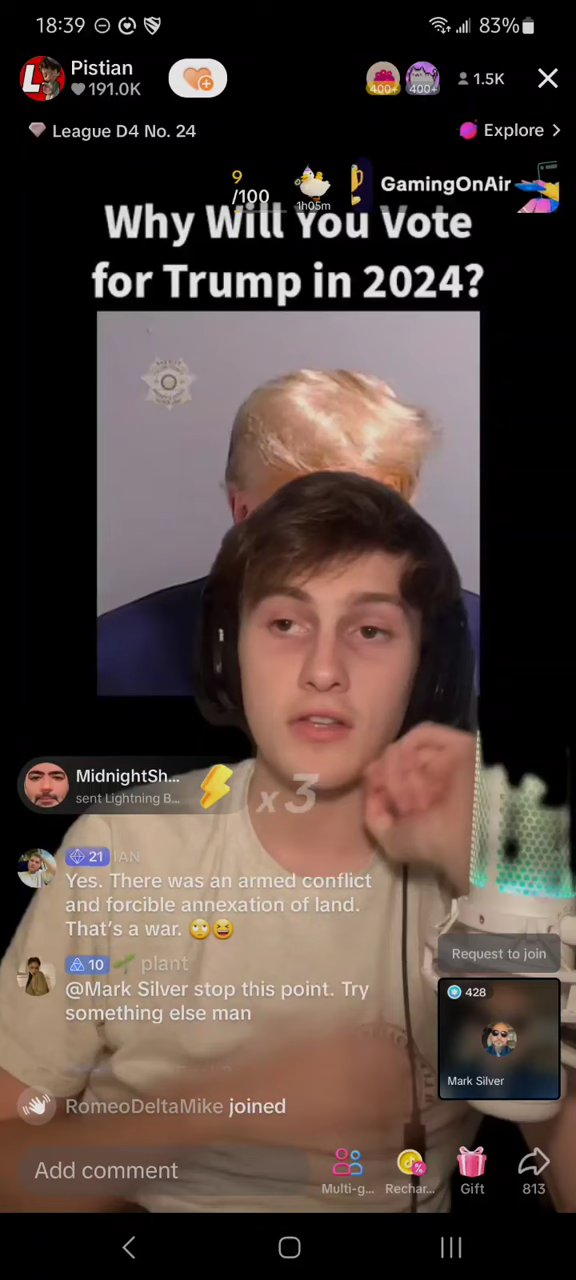 18:39
83%
Pistian
191.0K
400+
400+
1.5K
League D4 No. 24
Explore
9
/100
1h05m
GamingOnAir
Why Will You Vote
for Trump in 2024?
MidnightSh...
sent Lightning B...
x3
21 IAN
Yes. There was an armed conflict
and forcible annexation of land.
That's a war. 🙄😆
10 🌱 plant
@Mark Silver stop this point. Try
something else man
Request to join
428
Mark Silver
RomeoDeltaMike joined
Add comment
Multi-g...
Rechar...
Gift
813